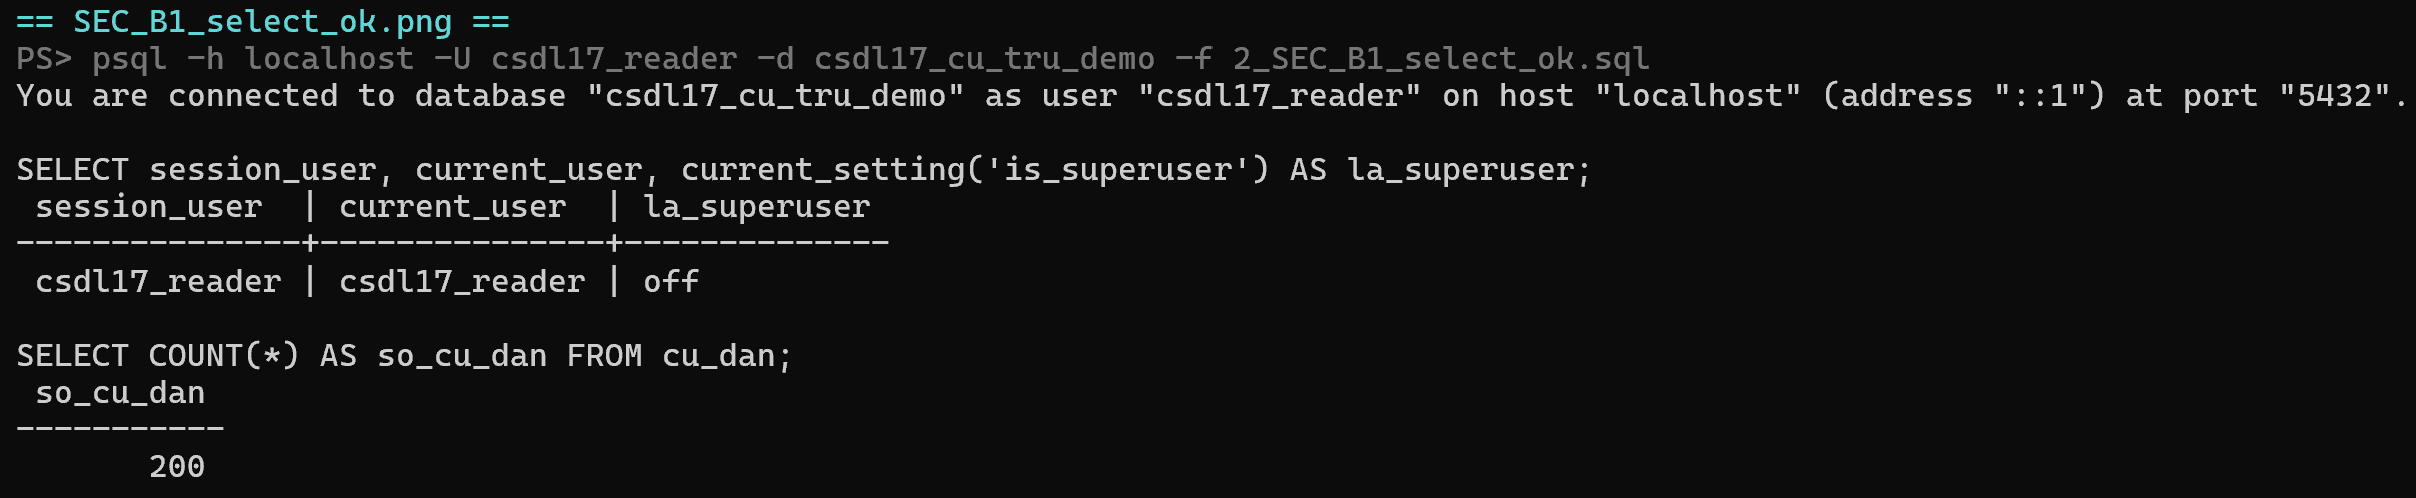 == SEC_B1_select_ok.png ==
PS> psql -h localhost -U csdl17_reader -d csdl17_cu_tru_demo -f 2_SEC_B1_select_ok.sql
You are connected to database "csdl17_cu_tru_demo" as user "csdl17_reader" on host "localhost" (address "::1") at port "5432".
SELECT session_user, current_user, current_setting('is_superuser') AS la_superuser;
 session_user  | current_user  | la_superuser
---------------+---------------+--------------
 csdl17_reader | csdl17_reader | off
SELECT COUNT(*) AS so_cu_dan FROM cu_dan;
 so_cu_dan
-----------
       200